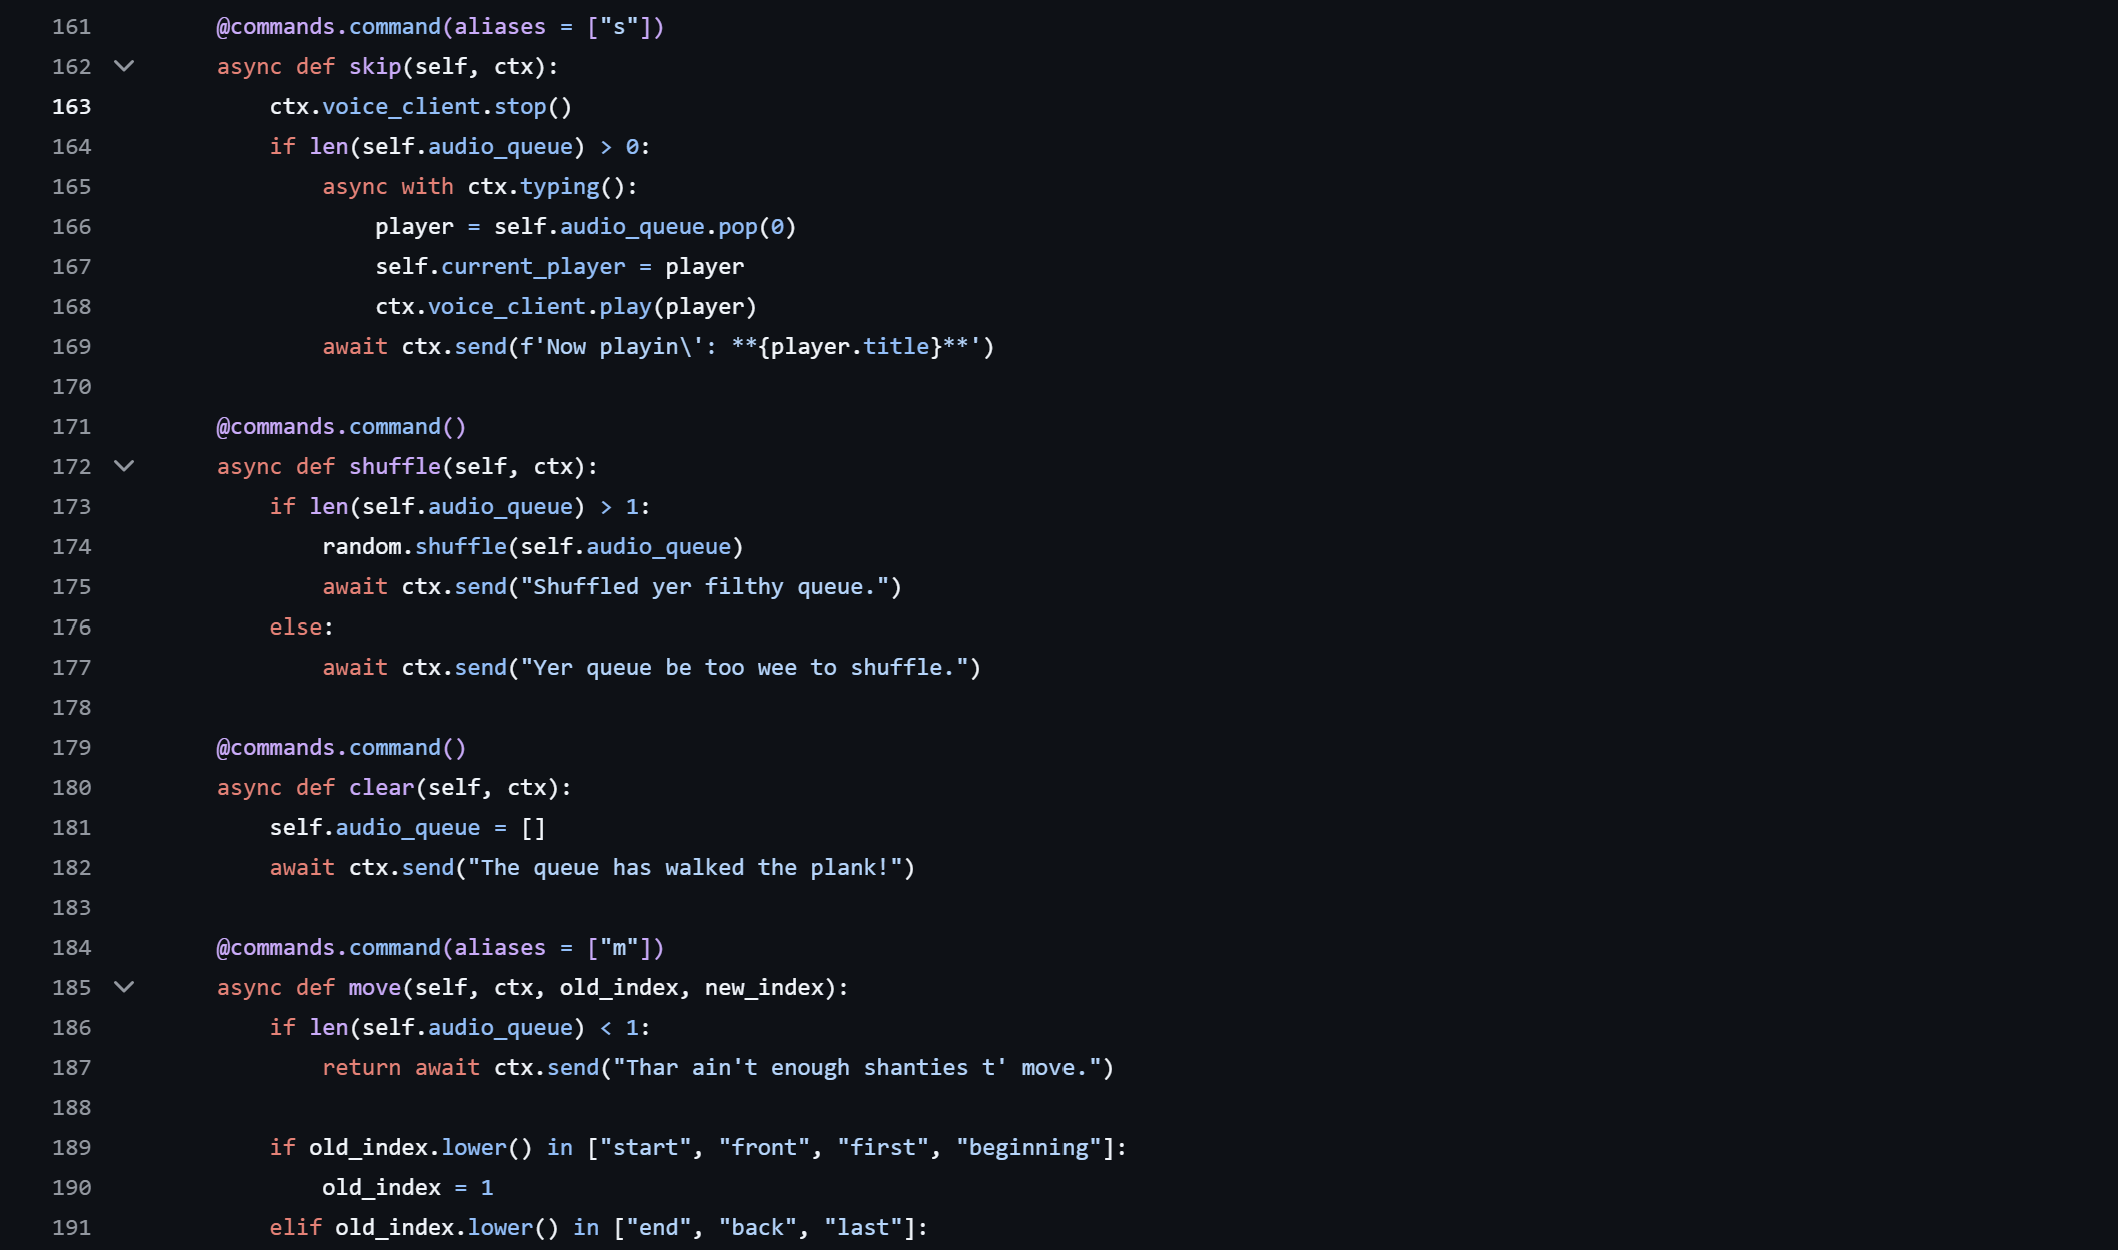 161 @commands.command(aliases = ["s"])
162 async def skip(self, ctx):
163 ctx.voice_client.stop()
164 if len(self.audio_queue) > 0:
165 async with ctx.typing():
166 player = self.audio_queue.pop(0)
167 self.current_player = player
168 ctx.voice_client.play(player)
169 await ctx.send(f'Now playin\': **{player.title}**')
170
171 @commands.command()
172 async def shuffle(self, ctx):
173 if len(self.audio_queue) > 1:
174 random.shuffle(self.audio_queue)
175 await ctx.send("Shuffled yer filthy queue.")
176 else:
177 await ctx.send("Yer queue be too wee to shuffle.")
178
179 @commands.command()
180 async def clear(self, ctx):
181 self.audio_queue = []
182 await ctx.send("The queue has walked the plank!")
183
184 @commands.command(aliases = ["m"])
185 async def move(self, ctx, old_index, new_index):
186 if len(self.audio_queue) < 1:
187 return await ctx.send("Thar ain't enough shanties t' move.")
188
189 if old_index.lower() in ["start", "front", "first", "beginning"]:
190 old_index = 1
191 elif old_index.lower() in ["end", "back", "last"]: